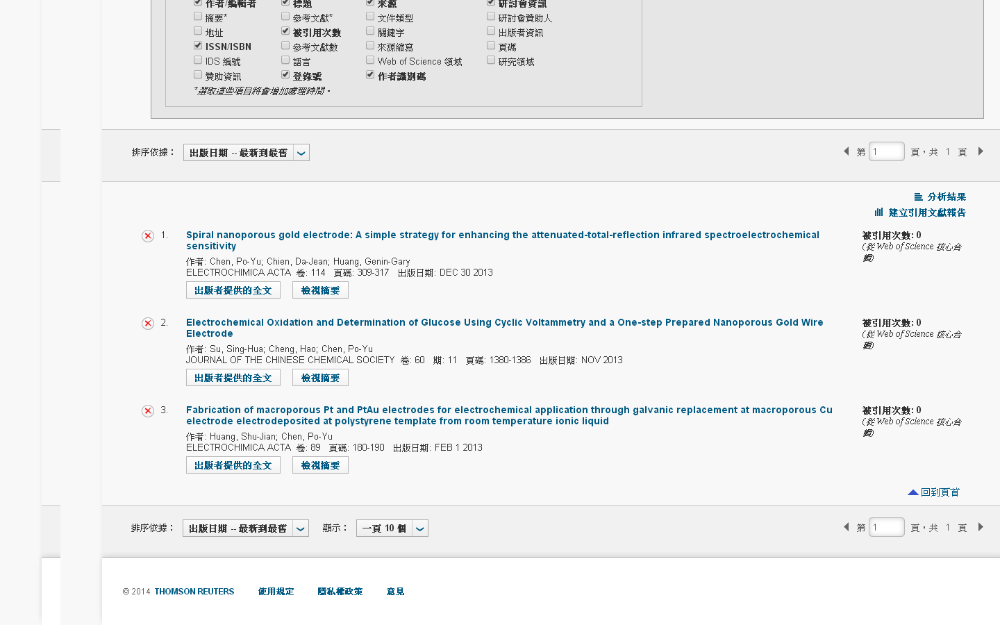 作者/編輯者 標題 來源 研討會資訊
摘要* 參考文獻* 文件類型 研討會贊助人
地址 被引用次數 關鍵字 出版者資訊
ISSN/ISBN 參考文獻數 來源縮寫 頁碼
IDS 編號 語言 Web of Science 領域 研究領域
贊助資訊 登錄號 作者識別碼
*選取這些項目將會增加處理時間。
排序依據： 出版日期 -- 最新到最舊 第 1 頁，共 1 頁
分析結果
建立引用文獻報告
1. Spiral nanoporous gold electrode: A simple strategy for enhancing the attenuated-total-reflection infrared spectroelectrochemical
sensitivity
作者: Chen, Po-Yu; Chien, Da-Jean; Huang, Genin-Gary
ELECTROCHIMICA ACTA 卷: 114 頁碼: 309-317 出版日期: DEC 30 2013
出版者提供的全文 檢視摘要
被引用次數: 0
(從 Web of Science 核心合
輯)
2. Electrochemical Oxidation and Determination of Glucose Using Cyclic Voltammetry and a One-step Prepared Nanoporous Gold Wire
Electrode
作者: Su, Sing-Hua; Cheng, Hao; Chen, Po-Yu
JOURNAL OF THE CHINESE CHEMICAL SOCIETY 卷: 60 期: 11 頁碼: 1380-1386 出版日期: NOV 2013
出版者提供的全文 檢視摘要
被引用次數: 0
(從 Web of Science 核心合
輯)
3. Fabrication of macroporous Pt and PtAu electrodes for electrochemical application through galvanic replacement at macroporous Cu
electrode electrodeposited at polystyrene template from room temperature ionic liquid
作者: Huang, Shu-Jian; Chen, Po-Yu
ELECTROCHIMICA ACTA 卷: 89 頁碼: 180-190 出版日期: FEB 1 2013
出版者提供的全文 檢視摘要
被引用次數: 0
(從 Web of Science 核心合
輯)
回到頁首
排序依據： 出版日期 -- 最新到最舊 顯示： 一頁 10 個 第 1 頁，共 1 頁
© 2014 THOMSON REUTERS 使用規定 隱私權政策 意見